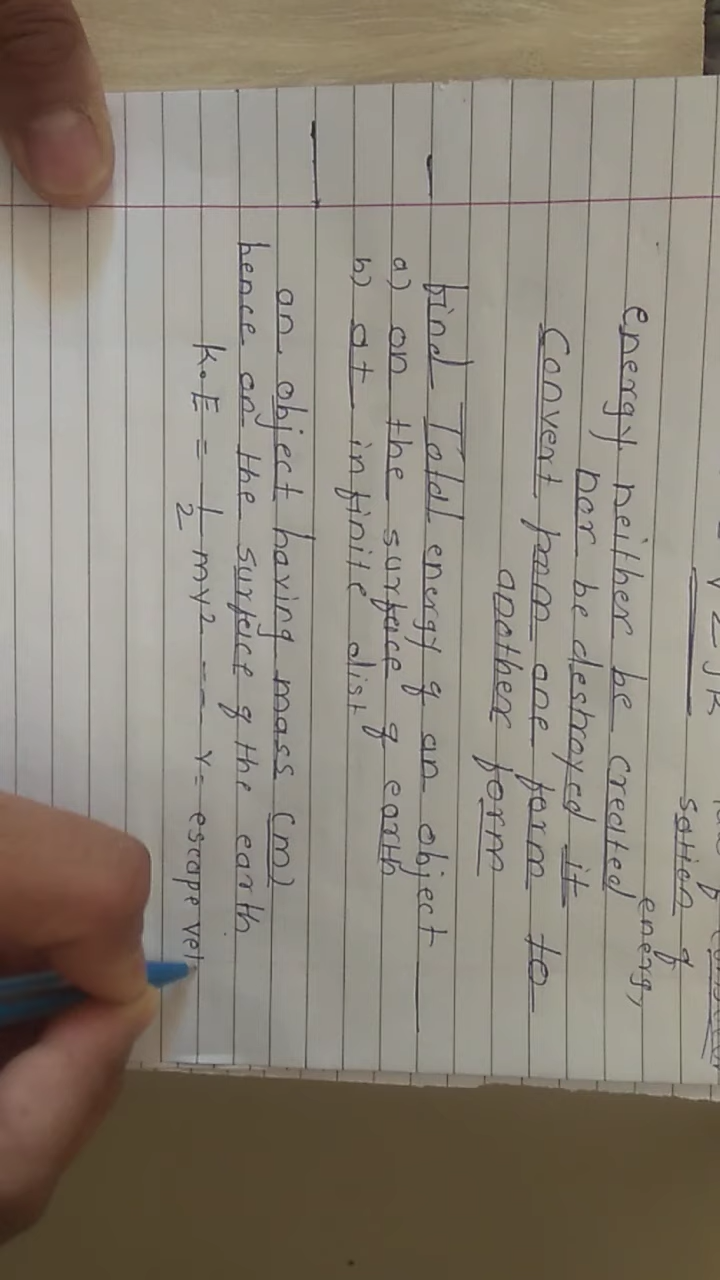 energy
sation of
energy neither be created
nor be destroyed it
Convert from one form to
another form
find Total energy of an object
a) on the surface of earth
b) at infinite dist
an object having mass (m)
hence on the surface of the earth
K.E = 1/2 mv² --- v = escape vel